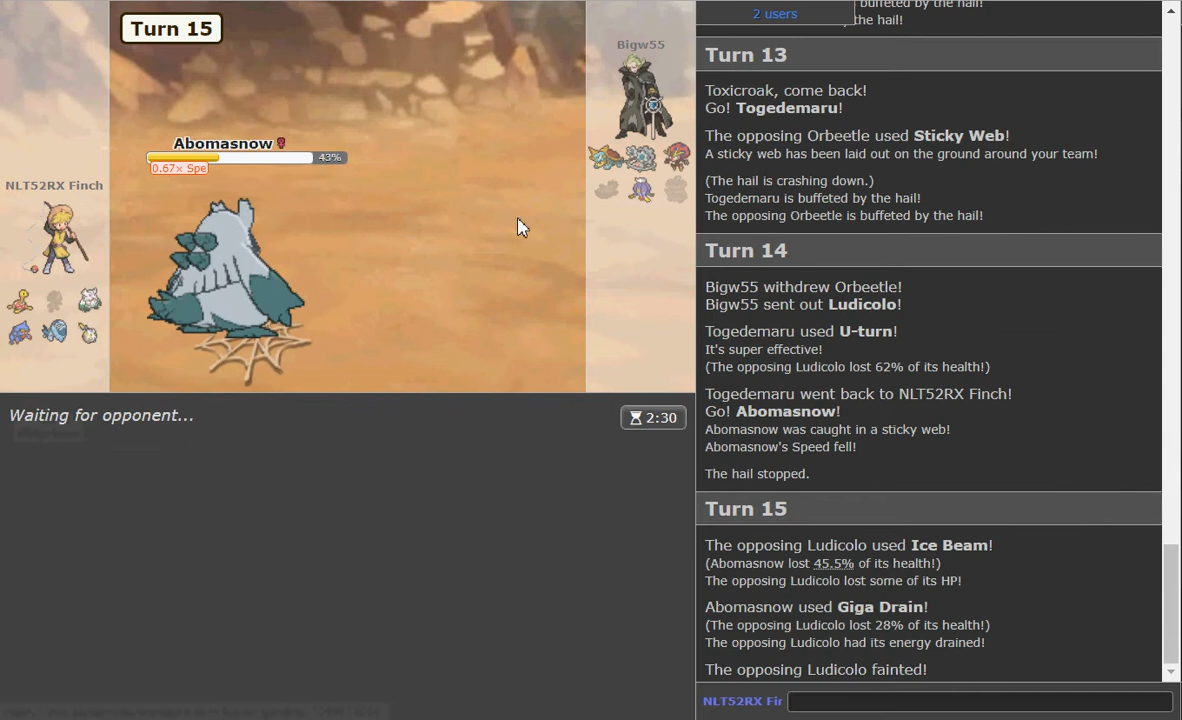 Turn 15
Bigw55
Abomasnow
43%
0.67x Spe
NLT52RX Finch
Waiting for opponent...
2:30
2 users
buffeted by the hail!
the hail!
Turn 13
Toxicroak, come back!
Go! Togedemaru!
The opposing Orbeetle used Sticky Web!
A sticky web has been laid out on the ground around your team!
(The hail is crashing down.)
Togedemaru is buffeted by the hail!
The opposing Orbeetle is buffeted by the hail!
Turn 14
Bigw55 withdrew Orbeetle!
Bigw55 sent out Ludicolo!
Togedemaru used U-turn!
It's super effective!
(The opposing Ludicolo lost 62% of its health!)
Togedemaru went back to NLT52RX Finch!
Go! Abomasnow!
Abomasnow was caught in a sticky web!
Abomasnow's Speed fell!
The hail stopped.
Turn 15
The opposing Ludicolo used Ice Beam!
(Abomasnow lost 45.5% of its health!)
The opposing Ludicolo lost some of its HP!
Abomasnow used Giga Drain!
(The opposing Ludicolo lost 28% of its health!)
The opposing Ludicolo had its energy drained!
The opposing Ludicolo fainted!
NLT52RX Fir